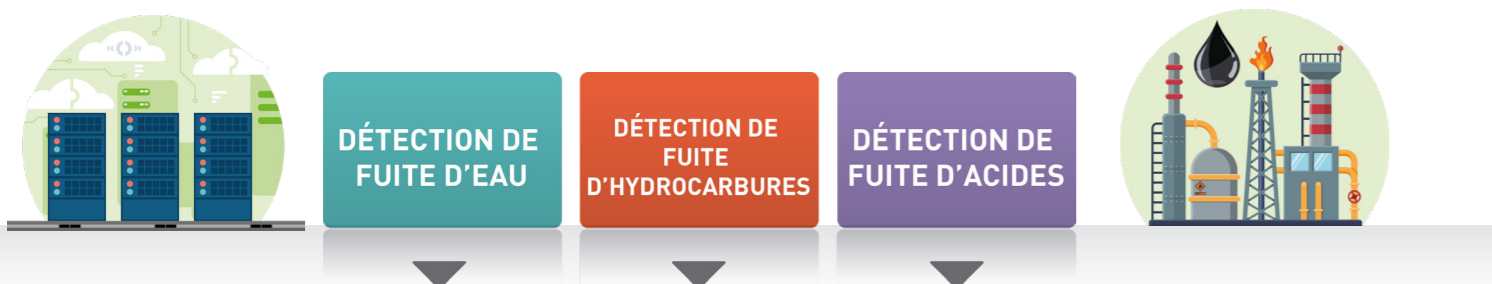 DÉTECTION DE
FUITE D'EAU
DÉTECTION DE
FUITE
D'HYDROCARBURES
DÉTECTION DE
FUITE D'ACIDES